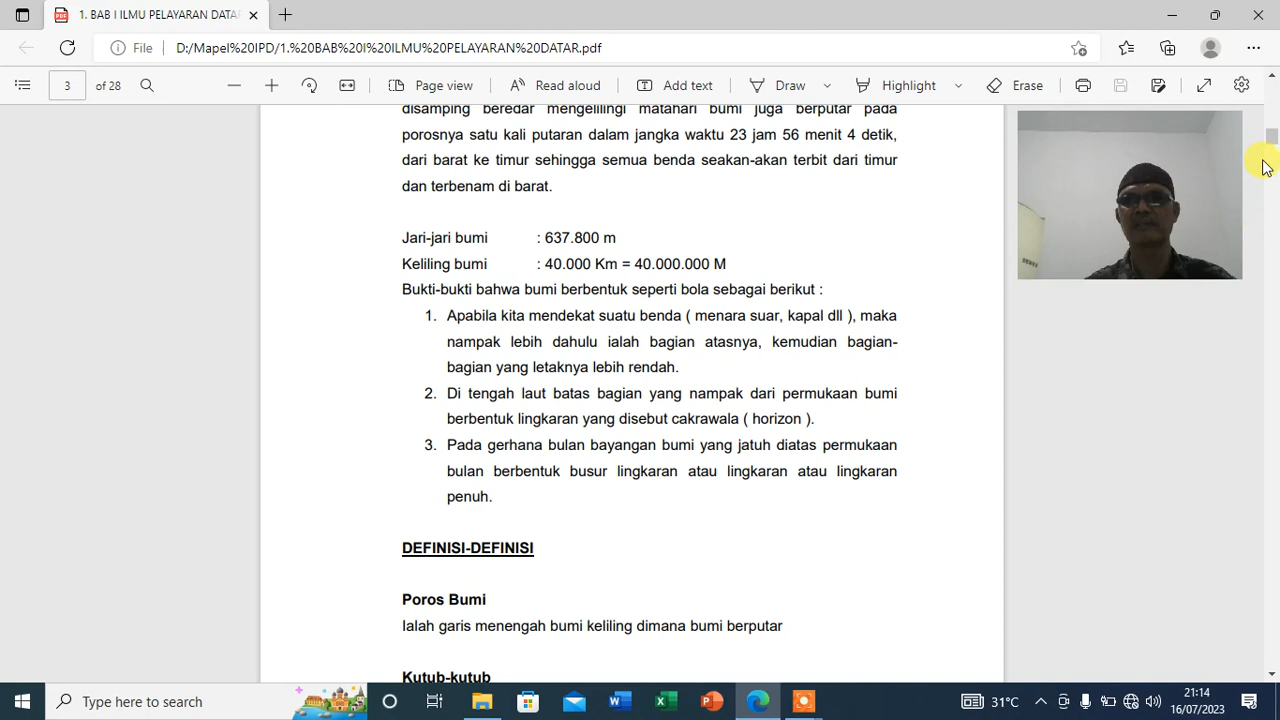 1. BAB I ILMU PELAYARAN DATAR
File D:/Mapel%20IPD/1.%20BAB%20I%20ILMU%20PELAYARAN%20DATAR.pdf
3 of 28 Page view Read aloud Add text Draw Highlight Erase
disamping beredar mengelilingi matahari bumi juga berputar pada
porosnya satu kali putaran dalam jangka waktu 23 jam 56 menit 4 detik,
dari barat ke timur sehingga semua benda seakan-akan terbit dari timur
dan terbenam di barat.
Jari-jari bumi : 637.800 m
Keliling bumi : 40.000 Km = 40.000.000 M
Bukti-bukti bahwa bumi berbentuk seperti bola sebagai berikut :
1. Apabila kita mendekat suatu benda ( menara suar, kapal dll ), maka
nampak lebih dahulu ialah bagian atasnya, kemudian bagian-
bagian yang letaknya lebih rendah.
2. Di tengah laut batas bagian yang nampak dari permukaan bumi
berbentuk lingkaran yang disebut cakrawala ( horizon ).
3. Pada gerhana bulan bayangan bumi yang jatuh diatas permukaan
bulan berbentuk busur lingkaran atau lingkaran atau lingkaran
penuh.
DEFINISI-DEFINISI
Poros Bumi
Ialah garis menengah bumi keliling dimana bumi berputar
Kutub-kutub
Type here to search
31°C
21:14
16/07/2023